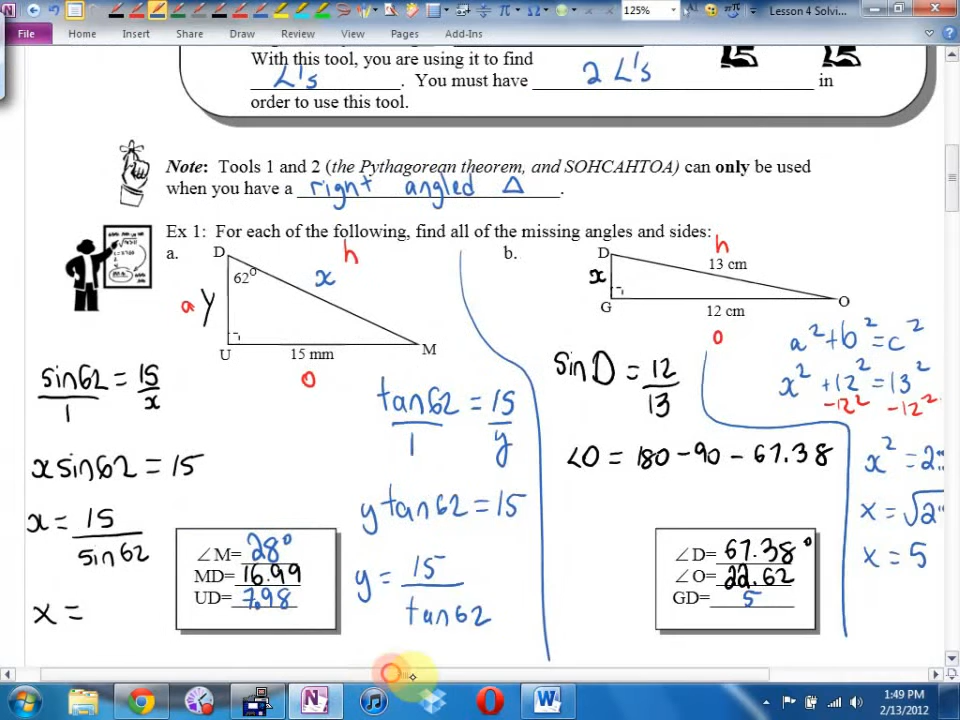 125%
Lesson 4 Solvi...
File Home Insert Share Draw Review Pages Add-Ins
With this tool, you are using it to find
∠'s. You must have 2 ∠'s in
order to use this tool.
Note: Tools 1 and 2 (the Pythagorean theorem, and SOHCAHTOA) can only be used
when you have a right angled Δ.
Ex 1: For each of the following, find all of the missing angles and sides:
a.
D
62°
h
x
a
y
U
15 mm
M
o
sin62/1 = 15/x
x sin62 = 15
x = 15/sin62
x =
tan62/1 = 15/y
y tan62 = 15
y = 15/tan62
∠M= 28°
MD= 16.99
UD= 7.98
b.
D
h
13 cm
x
G
12 cm
O
o
sin D = 12/13
∠O = 180 - 90 - 67.38
a² + b² = c²
x² + 12² = 13²
-12² -12²
x² = 2
x = √2
x = 5
∠D= 67.38°
∠O= 22.62
GD= 5
1:49 PM
2/13/2012